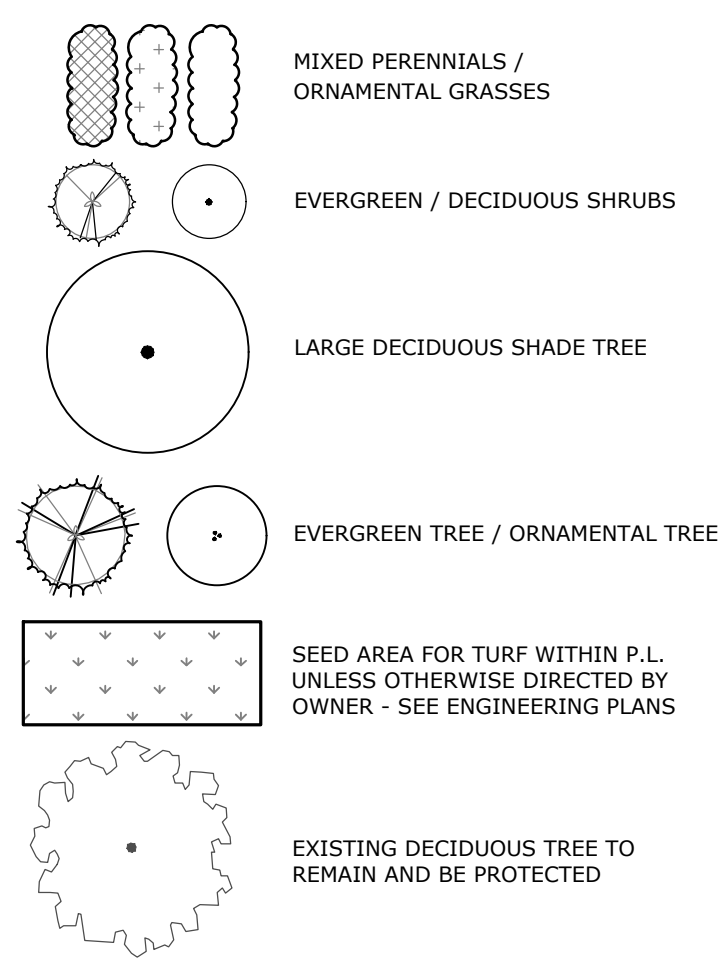 MIXED PERENNIALS /
ORNAMENTAL GRASSES
EVERGREEN / DECIDUOUS SHRUBS
LARGE DECIDUOUS SHADE TREE
EVERGREEN TREE / ORNAMENTAL TREE
SEED AREA FOR TURF WITHIN P.L.
UNLESS OTHERWISE DIRECTED BY
OWNER - SEE ENGINEERING PLANS
EXISTING DECIDUOUS TREE TO
REMAIN AND BE PROTECTED